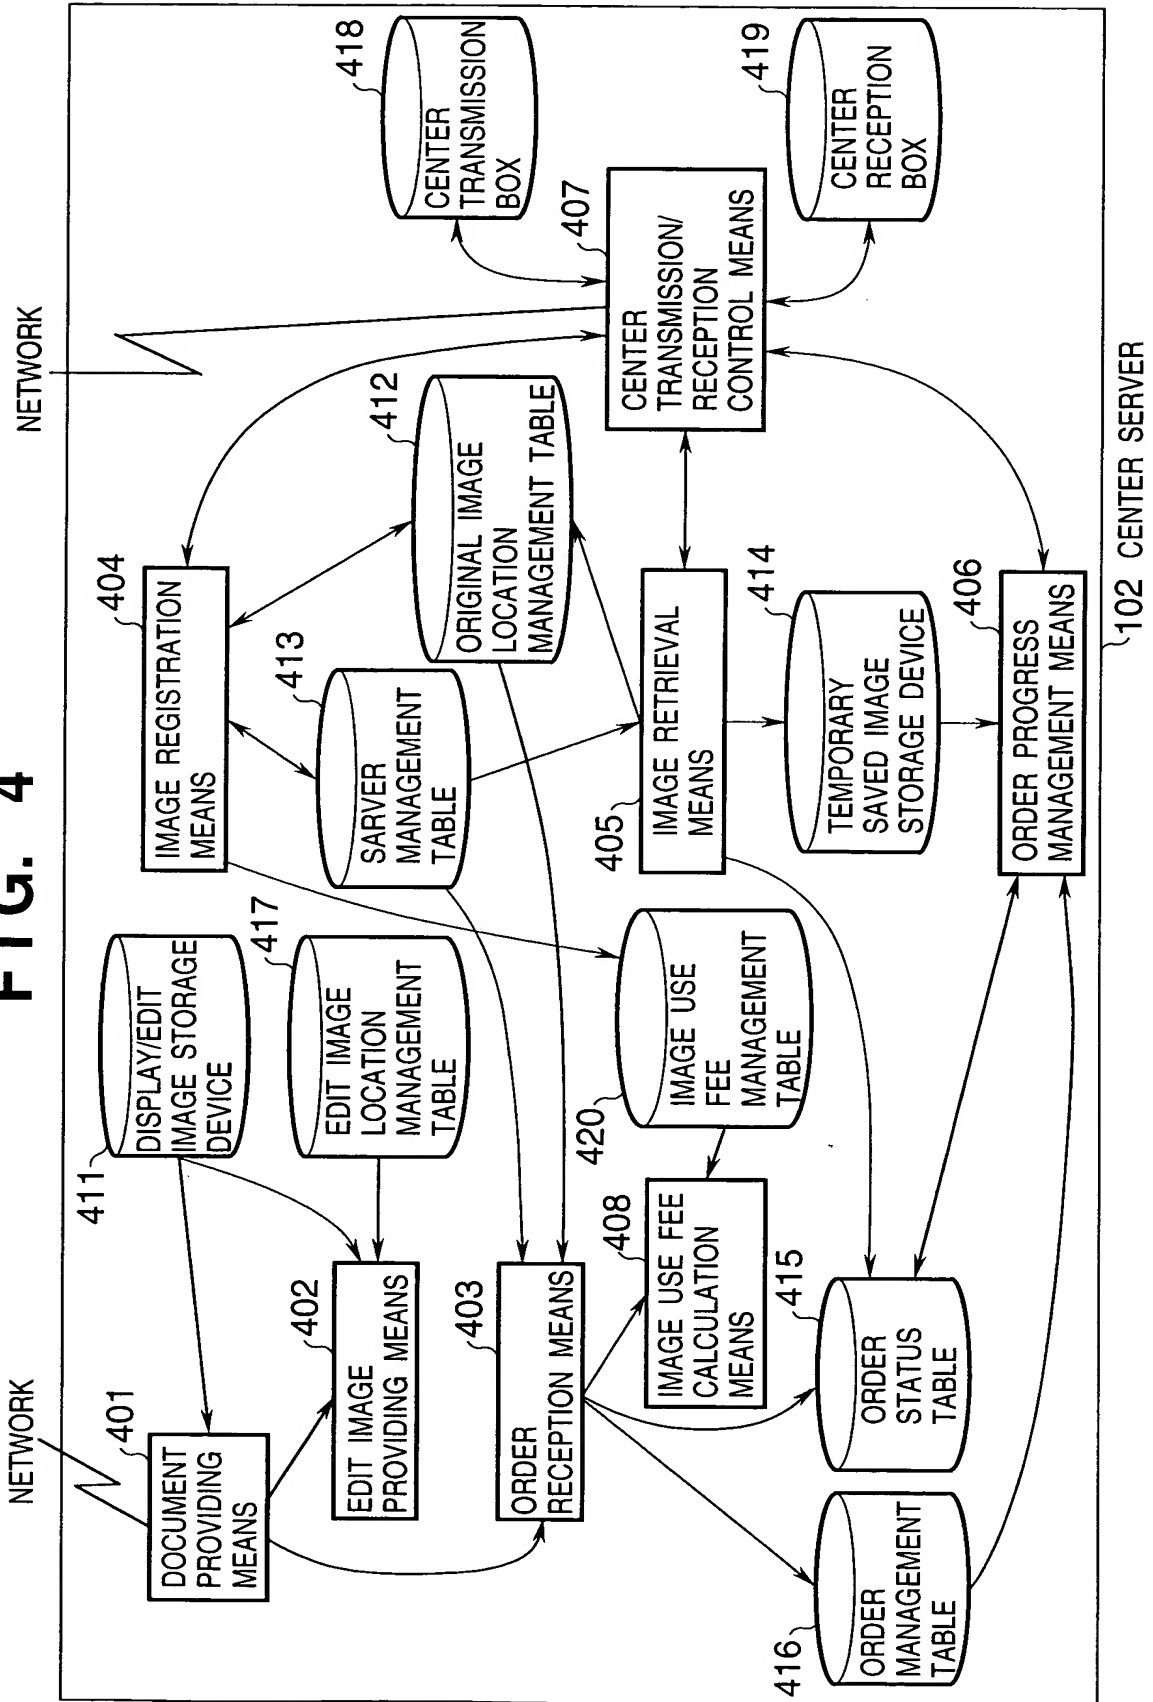 FIG. 4
NETWORK
NETWORK
401
DOCUMENT
PROVIDING
MEANS
411
DISPLAY/EDIT
IMAGE STORAGE
DEVICE
404
IMAGE REGISTRATION
MEANS
418
CENTER
TRANSMISSION
BOX
402
EDIT IMAGE
PROVIDING MEANS
417
EDIT IMAGE
LOCATION
MANAGEMENT
TABLE
413
SARVER
MANAGEMENT
TABLE
412
ORIGINAL IMAGE
LOCATION
MANAGEMENT TABLE
403
ORDER
RECEPTION MEANS
407
CENTER
TRANSMISSION/
RECEPTION
CONTROL MEANS
408
IMAGE USE FEE
CALCULATION
MEANS
420
IMAGE USE
FEE
MANAGEMENT
TABLE
405
IMAGE RETRIEVAL
MEANS
419
CENTER
RECEPTION
BOX
416
ORDER
MANAGEMENT
TABLE
415
ORDER
STATUS
TABLE
414
TEMPORARY
SAVED IMAGE
STORAGE DEVICE
406
ORDER PROGRESS
MANAGEMENT MEANS
102 CENTER SERVER